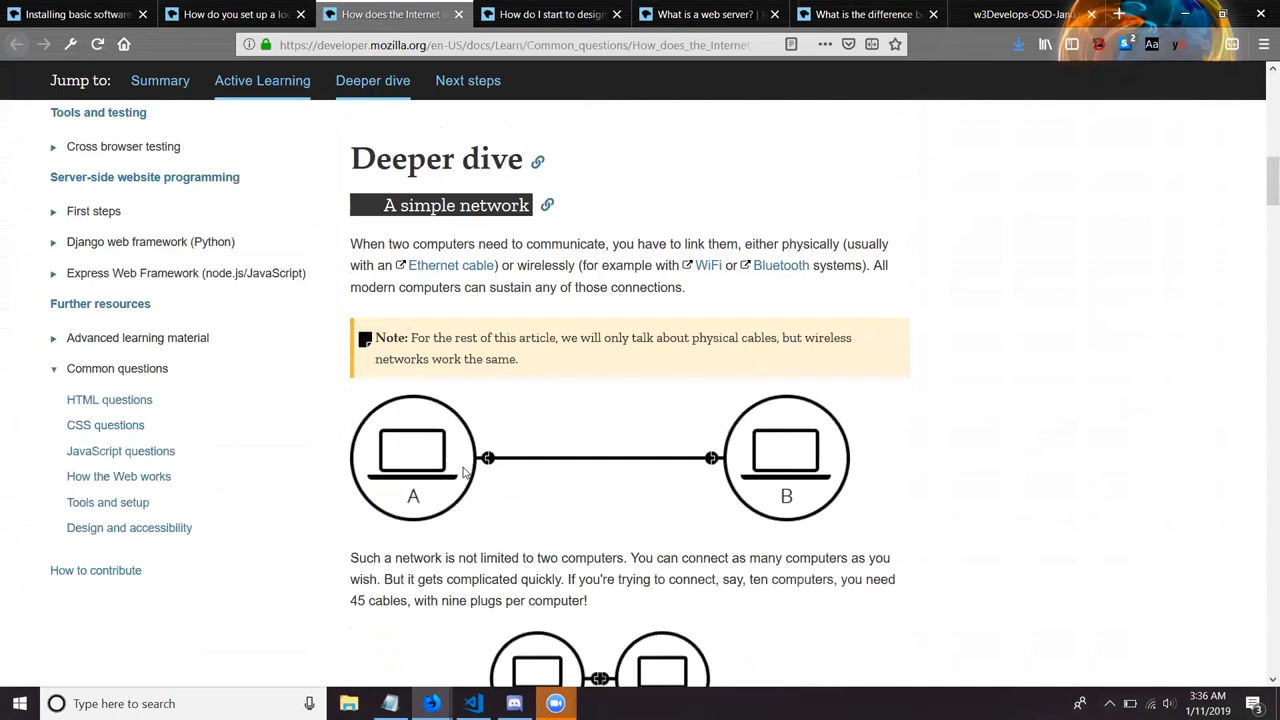 Installing basic software
How do you set up a loc
How does the Internet
How do I start to design
What is a web server? |
What is the difference b
w3Develops-OSD-Janu
https://developer.mozilla.org/en-US/docs/Learn/Common_questions/How_does_the_Internet_
2
Aa
Jump to:
Summary
Active Learning
Deeper dive
Next steps
Tools and testing
Cross browser testing
Server-side website programming
First steps
Django web framework (Python)
Express Web Framework (node.js/JavaScript)
Further resources
Advanced learning material
Common questions
HTML questions
CSS questions
JavaScript questions
How the Web works
Tools and setup
Design and accessibility
How to contribute
Deeper dive
A simple network
When two computers need to communicate, you have to link them, either physically (usually
with an Ethernet cable) or wirelessly (for example with WiFi or Bluetooth systems). All
modern computers can sustain any of those connections.
Note: For the rest of this article, we will only talk about physical cables, but wireless
networks work the same.
A
B
Such a network is not limited to two computers. You can connect as many computers as you
wish. But it gets complicated quickly. If you're trying to connect, say, ten computers, you need
45 cables, with nine plugs per computer!
Type here to search
3:36 AM
1/11/2019
3